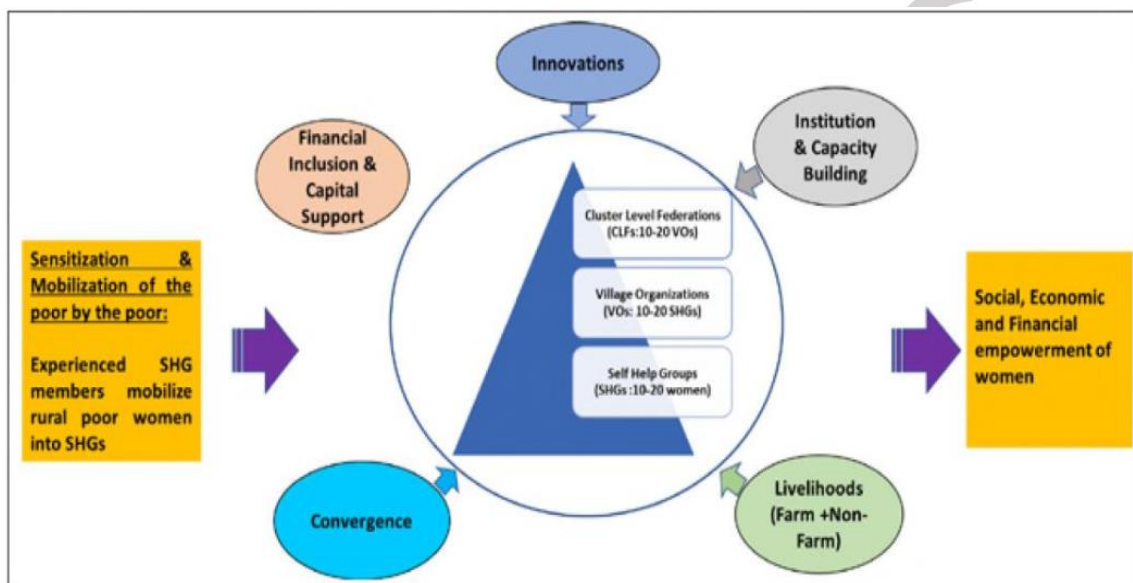 Innovations
Financial
Inclusion &
Capital
Support
Institution
& Capacity
Building
Cluster Level Federations
(CLFs:10-20 VOs)
Village Organizations
(VOs: 10-20 SHGs)
Self Help Groups
(SHGs :10-20 women)
Sensitization &
Mobilization of the
poor by the poor:
Experienced SHG
members mobilize
rural poor women
into SHGs
Social, Economic
and Financial
empowerment of
women
Convergence
Livelihoods
(Farm +Non-
Farm)